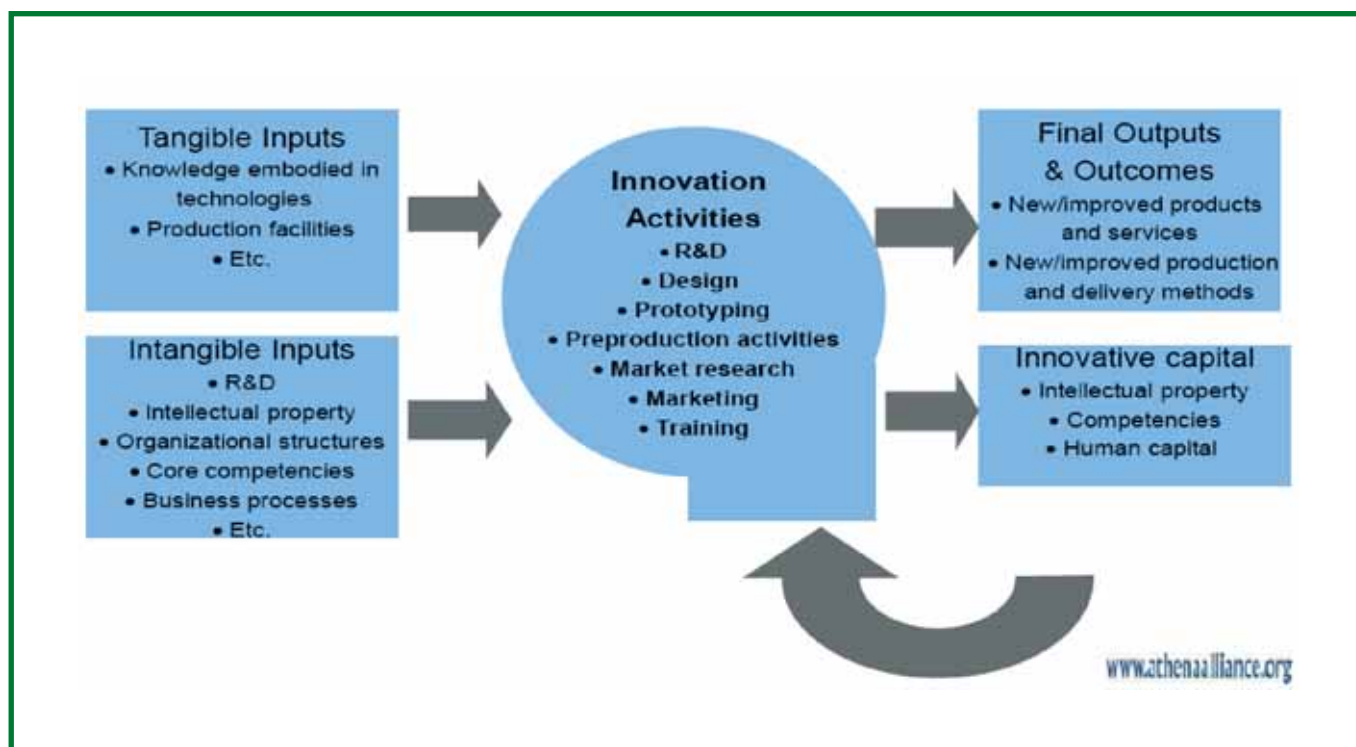 Tangible Inputs
• Knowledge embodied in
technologies
• Production facilities
• Etc.
Intangible Inputs
• R&D
• Intellectual property
• Organizational structures
• Core competencies
• Business processes
• Etc.
Innovation
Activities
• R&D
• Design
• Prototyping
• Preproduction activities
• Market research
• Marketing
• Training
Final Outputs
& Outcomes
• New/improved products
and services
• New/improved production
and delivery methods
Innovative capital
• Intellectual property
• Competencies
• Human capital
www.athenaalliance.org